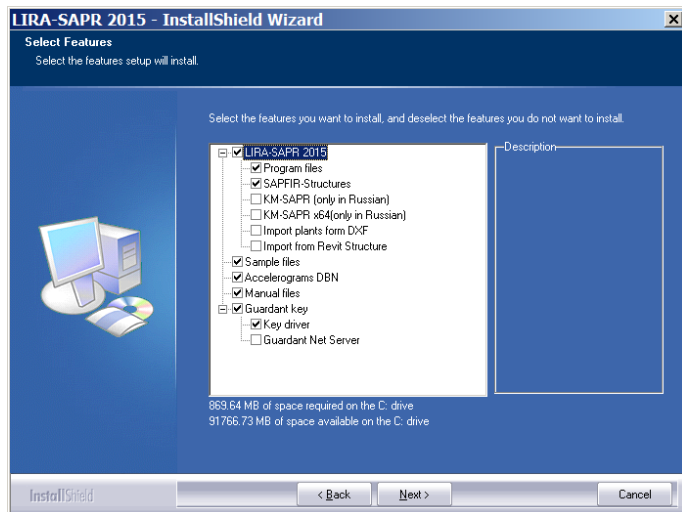 LIRA-SAPR 2015 - InstallShield Wizard
Select Features
Select the features setup will install.
Select the features you want to install, and deselect the features you do not want to install.
LIRA-SAPR 2015
Program files
SAPFIR-Structures
KM-SAPR (only in Russian)
KM-SAPR x64(only in Russian)
Import plants form DXF
Import from Revit Structure
Sample files
Accelerograms DBN
Manual files
Guardant key
Key driver
Guardant Net Server
Description
869.64 MB of space required on the C: drive
91766.73 MB of space available on the C: drive
InstallShield
< Back
Next >
Cancel